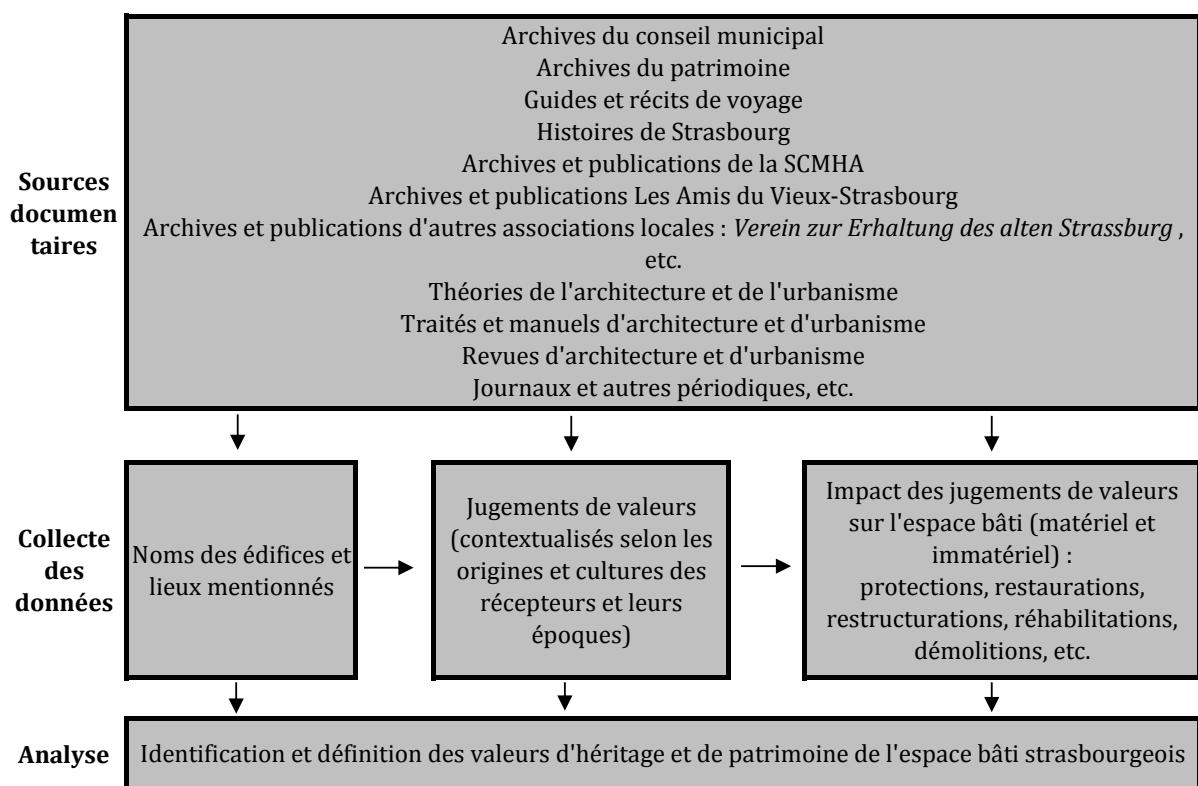 Archives du conseil municipal
Archives du patrimoine
Guides et récits de voyage
Histoires de Strasbourg
Archives et publications de la SCMHA
Archives et publications Les Amis du Vieux-Strasbourg
Archives et publications d'autres associations locales : Verein zur Erhaltung des alten Strassburg ,
etc.
Théories de l'architecture et de l'urbanisme
Traités et manuels d'architecture et d'urbanisme
Revues d'architecture et d'urbanisme
Journaux et autres périodiques, etc.
Sources
documen
taires
Collecte
des
données
Noms des édifices et
lieux mentionnés
Jugements de valeurs
(contextualisés selon les
origines et cultures des
récepteurs et leurs
époques)
Impact des jugements de valeurs
sur l'espace bâti (matériel et
immatériel) :
protections, restaurations,
restructurations, réhabilitations,
démolitions, etc.
Analyse
Identification et définition des valeurs d'héritage et de patrimoine de l'espace bâti strasbourgeois